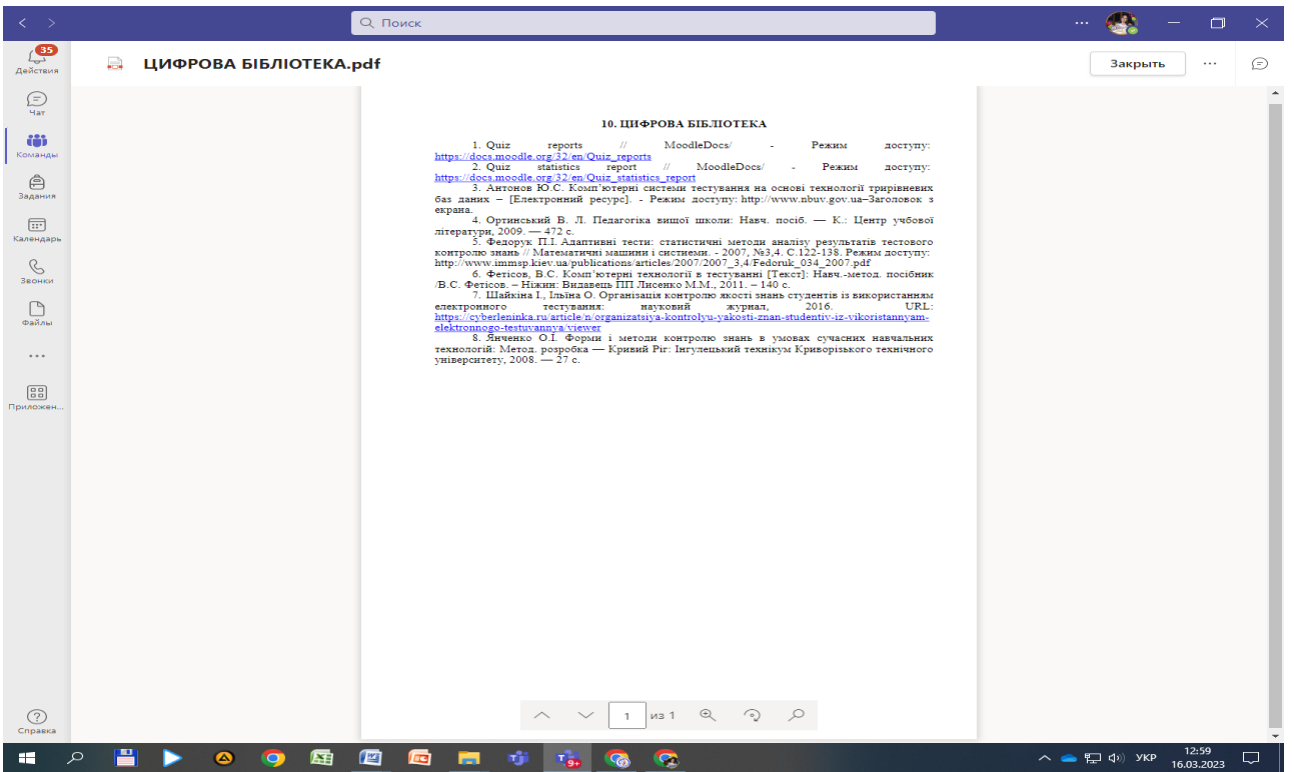 Поиск
35
Действия
Чат
Команды
Задания
Календарь
Звонки
Файлы
Приложен...
Справка
ЦИФРОВА БІБЛІОТЕКА.pdf
Закрыть
10. ЦИФРОВА БІБЛІОТЕКА
1. Quiz reports // MoodleDocs/ - Режим доступу:
https://docs.moodle.org/32/en/Quiz_reports
2. Quiz statistics report // MoodleDocs/ - Режим доступу:
https://docs.moodle.org/32/en/Quiz_statistics_report
3. Антонов Ю.С. Комп’ютерні системи тестування на основі технології трирівневих
баз даних – [Електронний ресурс]. - Режим доступу: http://www.nbuv.gov.ua–Заголовок з
екрана.
4. Ортинський В. Л. Педагогіка вищої школи: Навч. посіб. — К.: Центр учбової
літератури, 2009. — 472 с.
5. Федорук П.І. Адаптивні тести: статистичні методи аналізу результатів тестового
контролю знань // Математичні машини і систиеми. - 2007, №3,4. С.122-138. Режим доступу:
http://www.immsp.kiev.ua/publications/articles/2007/2007_3,4/Fedoruk_034_2007.pdf
6. Фетісов, В.С. Комп’ютерні технології в тестуванні [Текст]: Навч.-метод. посібник
/В.С. Фетісов. – Ніжин: Видавець ПП Лисенко М.М., 2011. – 140 с.
7. Шайкіна І., Ільїна О. Організація контролю якості знань студентів із використанням
електронного тестування: науковий журнал, 2016. URL:
https://cyberleninka.ru/article/n/organizatsiya-kontrolyu-yakosti-znan-studentiv-iz-vikoristannyam-
elektronnogo-testuvannya/viewer
8. Янченко О.І. Форми і методи контролю знань в умовах сучасних навчальних
технологій: Метод. розробка — Кривий Ріг: Інгулецький технікум Криворізького технічного
університету, 2008. — 27 с.
1 из 1
9+
УКР
12:59
16.03.2023